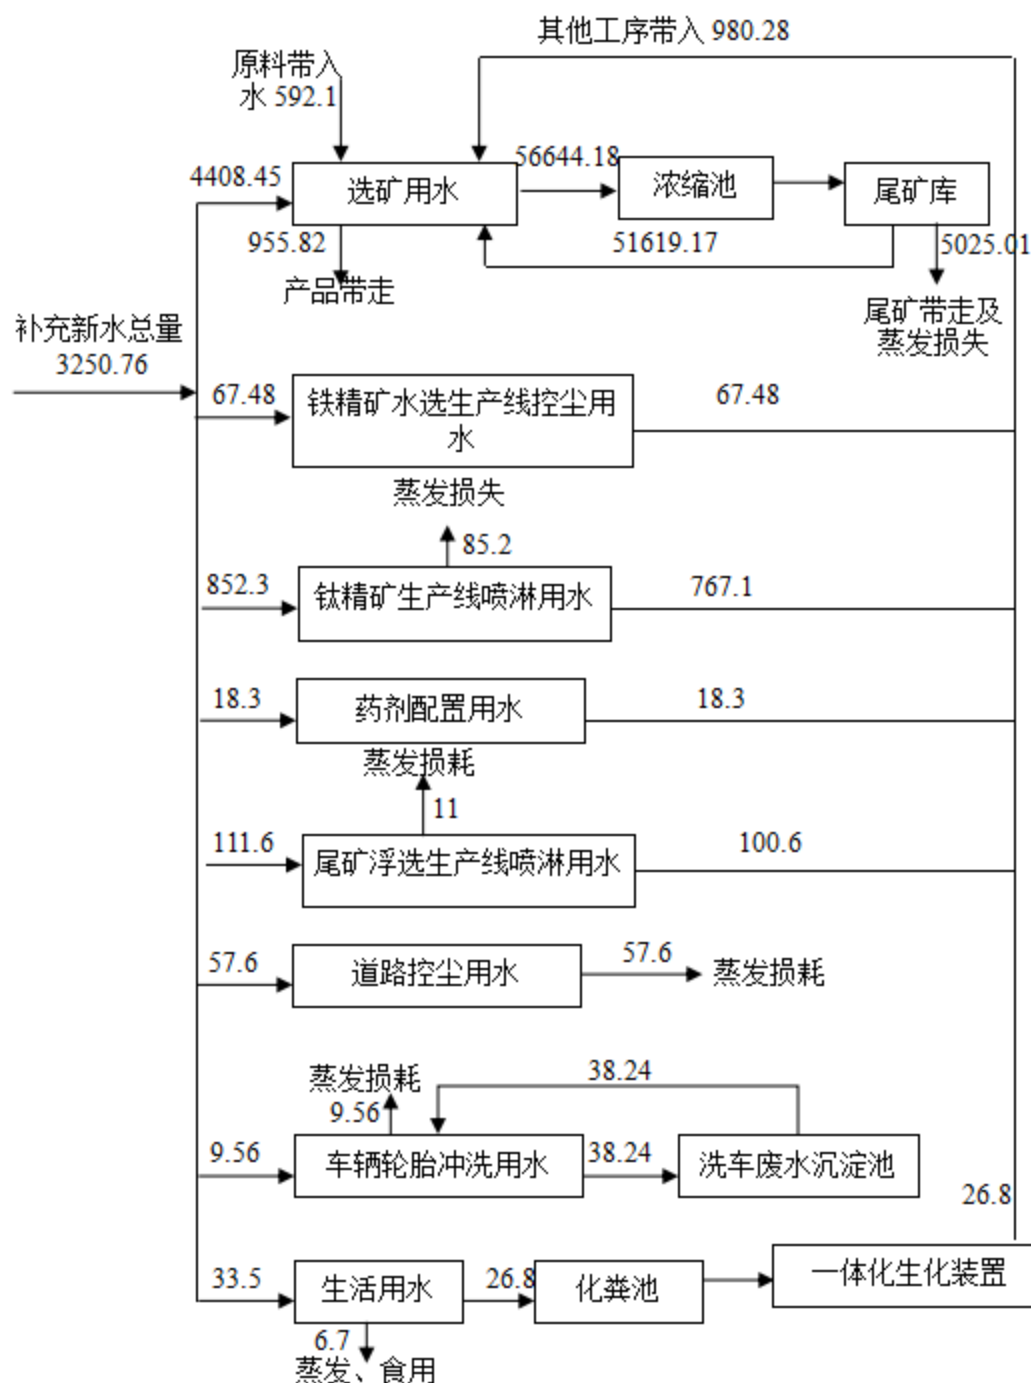 其他工序带入 980.28
原料带入
水 592.1
4408.45
选矿用水
56644.18
浓缩池
尾矿库
955.82
51619.17
5025.01
产品带走
尾矿带走及
蒸发损失
补充新水总量
3250.76
67.48
铁精矿水选生产线控尘用
水
67.48
蒸发损失
85.2
852.3
钛精矿生产线喷淋用水
767.1
18.3
药剂配置用水
18.3
蒸发损耗
11
111.6
尾矿浮选生产线喷淋用水
100.6
57.6
道路控尘用水
57.6
蒸发损耗
蒸发损耗
9.56
38.24
9.56
车辆轮胎冲洗用水
38.24
洗车废水沉淀池
26.8
33.5
生活用水
26.8
化粪池
一体化生化装置
6.7
蒸发、食用